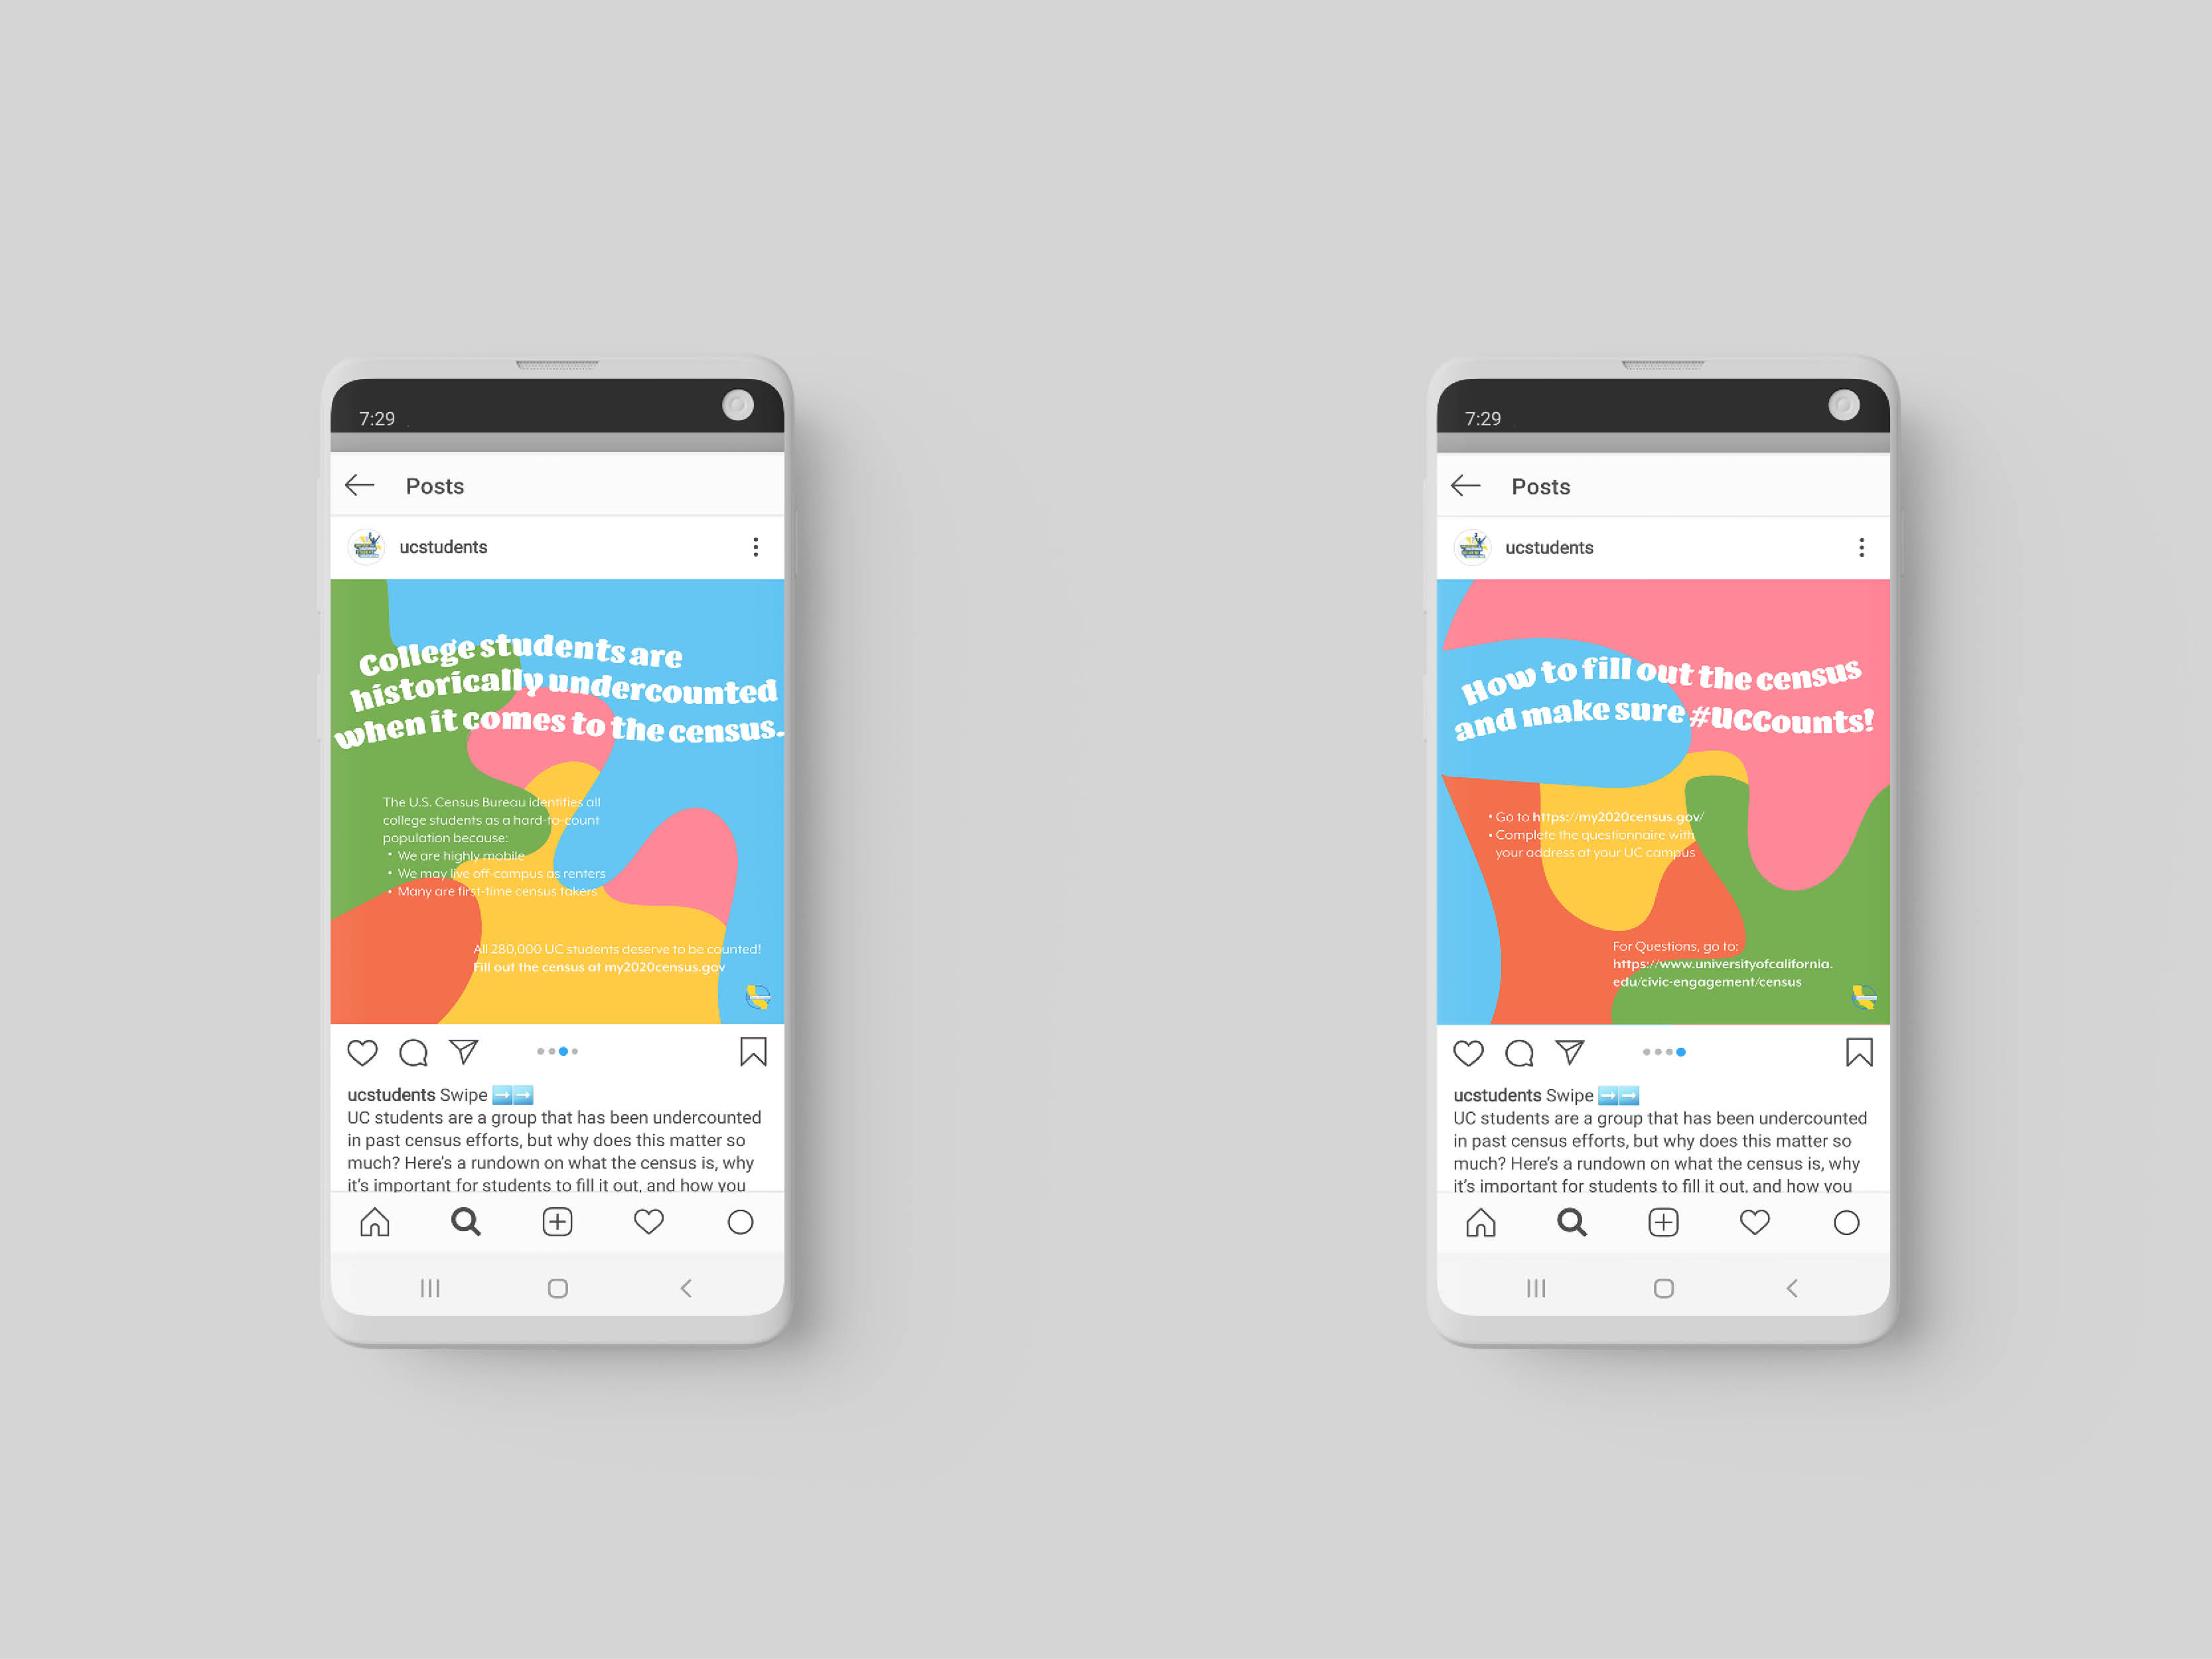 7:29
Posts
ucstudents
College students are
historically undercounted
when it comes to the census.
The U.S. Census Bureau identifies all
college students as a hard-to-count
population because:
• We are highly mobile
• We may live off-campus as renters
• Many are first-time census takers
All 280,000 UC students deserve to be counted!
Fill out the census at my2020census.gov
ucstudents Swipe ➡️➡️
UC students are a group that has been undercounted
in past census efforts, but why does this matter so
much? Here's a rundown on what the census is, why
it's important for students to fill it out, and how you
7:29
Posts
ucstudents
How to fill out the census
and make sure #UCCounts!
• Go to https://my2020census.gov/
• Complete the questionnaire with
your address at your UC campus
For Questions, go to:
https://www.universityofcalifornia.
edu/civic-engagement/census
ucstudents Swipe ➡️➡️
UC students are a group that has been undercounted
in past census efforts, but why does this matter so
much? Here's a rundown on what the census is, why
it's important for students to fill it out, and how you